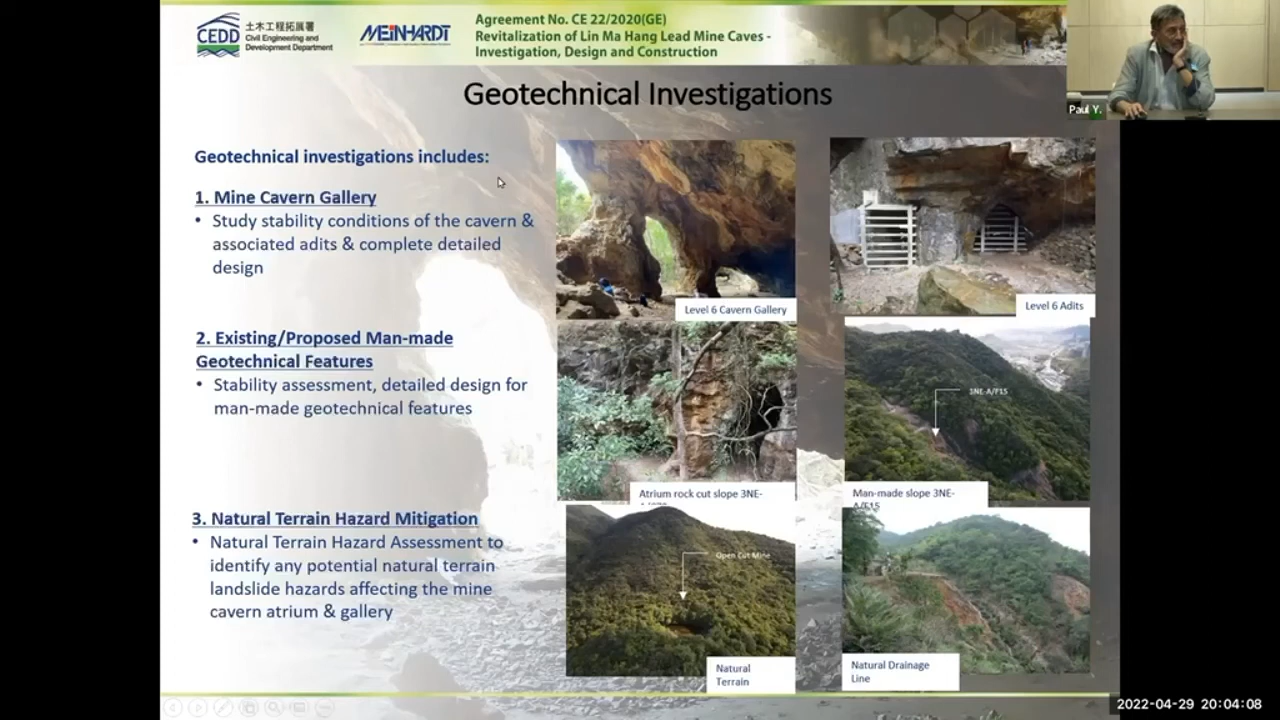 CEDD
土木工程拓展署
Civil Engineering and
Development Department
MEINHARDT
Agreement No. CE 22/2020(GE)
Revitalization of Lin Ma Hang Lead Mine Caves -
Investigation, Design and Construction
Paul Y.
Geotechnical Investigations
Geotechnical investigations includes:
1. Mine Cavern Gallery
• Study stability conditions of the cavern &
associated adits & complete detailed
design
Level 6 Cavern Gallery
Level 6 Adits
2. Existing/Proposed Man-made
Geotechnical Features
• Stability assessment, detailed design for
man-made geotechnical features
3NE-A/F15
Atrium rock cut slope 3NE-
Man-made slope 3NE-
A/F15
3. Natural Terrain Hazard Mitigation
• Natural Terrain Hazard Assessment to
identify any potential natural terrain
landslide hazards affecting the mine
cavern atrium & gallery
Open Cut Mine
Natural
Terrain
Natural Drainage
Line
2022-04-29 20:04:08